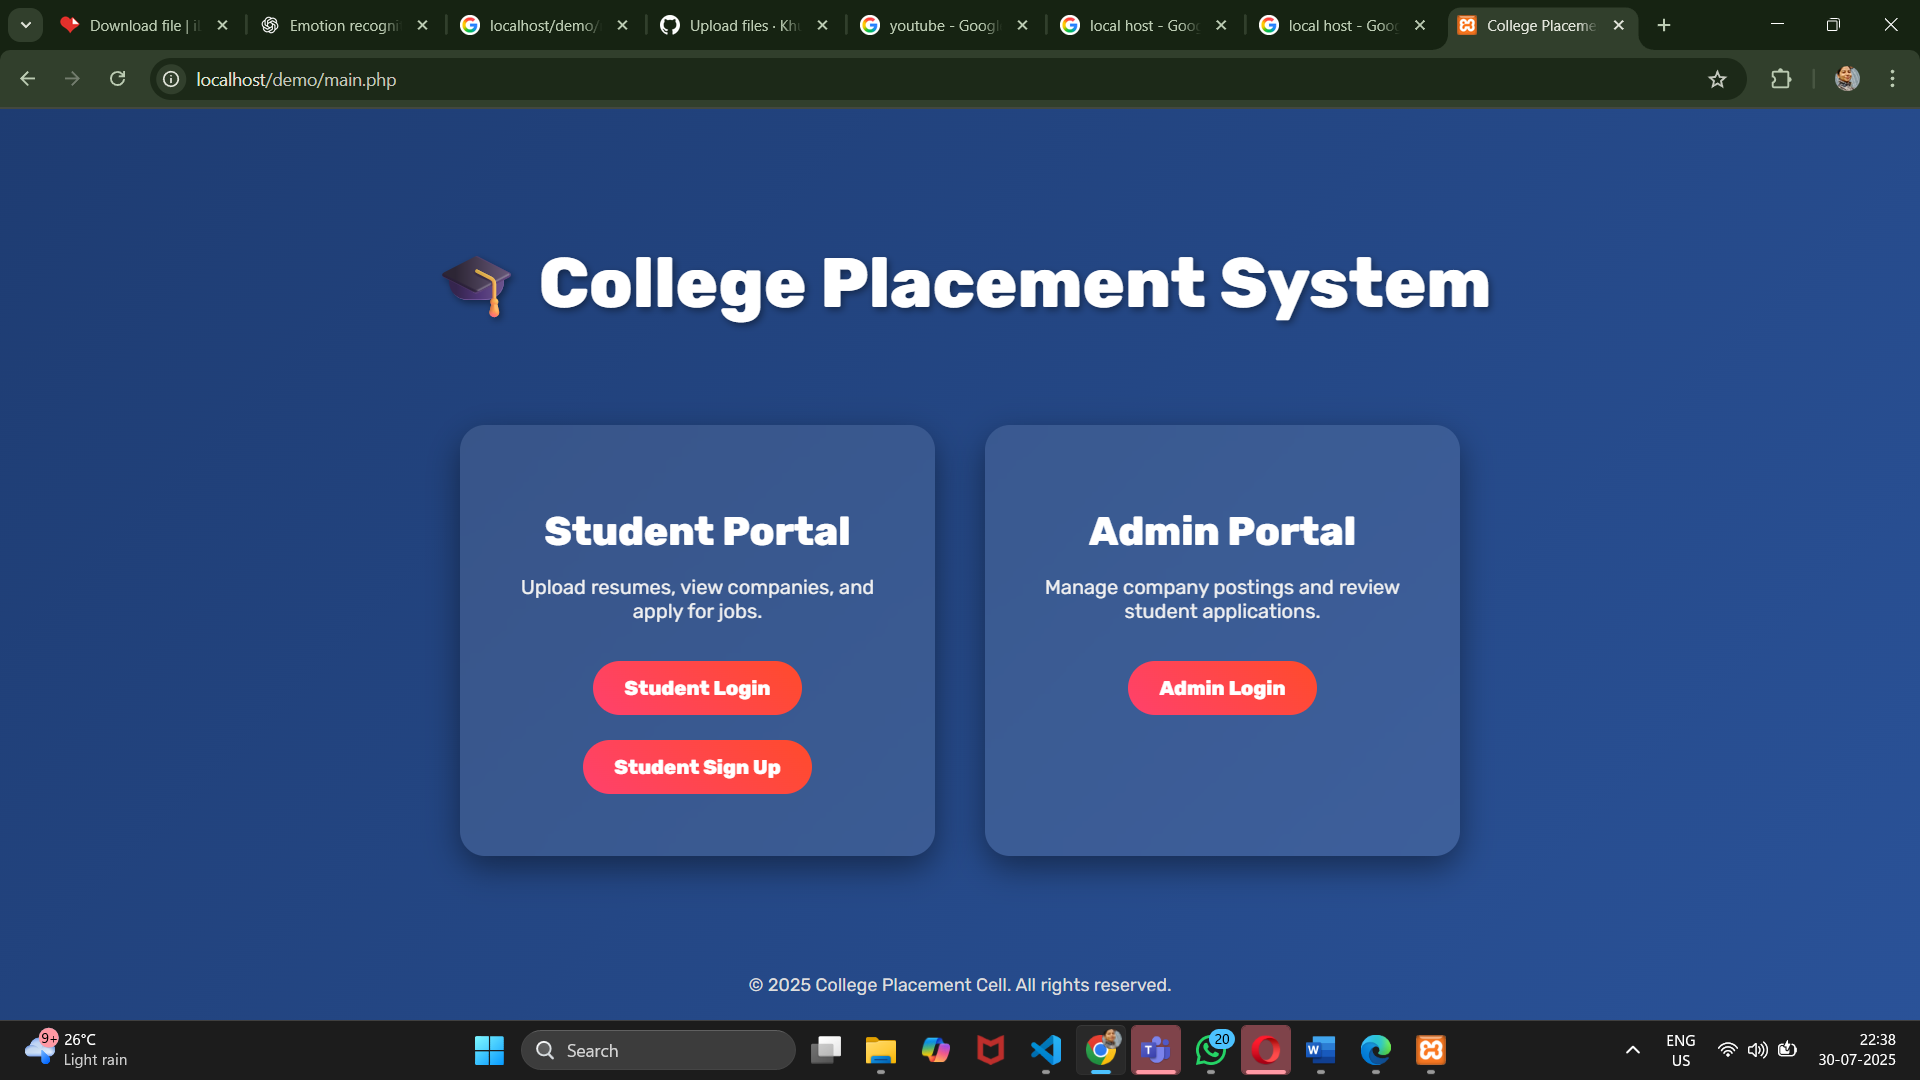 Download file | il
Emotion recogni
localhost/demo/
Upload files · Kh
youtube - Googl
local host - Goo
local host - Goo
College Placeme
localhost/demo/main.php
College Placement System
Student Portal
Upload resumes, view companies, and
apply for jobs.
Student Login
Student Sign Up
Admin Portal
Manage company postings and review
student applications.
Admin Login
© 2025 College Placement Cell. All rights reserved.
9+
26°C
Light rain
Search
20
ENG
US
22:38
30-07-2025